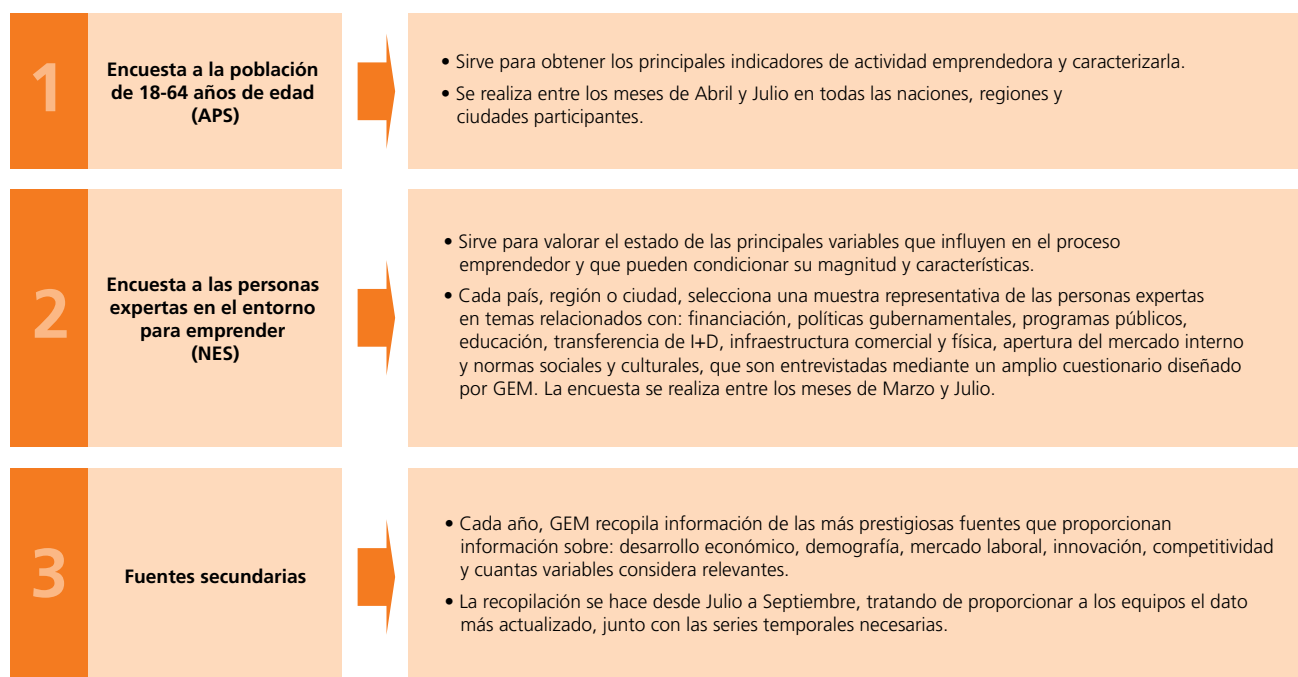 1
Encuesta a la población
de 18-64 años de edad
(APS)
• Sirve para obtener los principales indicadores de actividad emprendedora y caracterizarla.
• Se realiza entre los meses de Abril y Julio en todas las naciones, regiones y
ciudades participantes.
2
Encuesta a las personas
expertas en el entorno
para emprender
(NES)
• Sirve para valorar el estado de las principales variables que influyen en el proceso
emprendedor y que pueden condicionar su magnitud y características.
• Cada país, región o ciudad, selecciona una muestra representativa de las personas expertas
en temas relacionados con: financiación, políticas gubernamentales, programas públicos,
educación, transferencia de I+D, infraestructura comercial y física, apertura del mercado interno
y normas sociales y culturales, que son entrevistadas mediante un amplio cuestionario diseñado
por GEM. La encuesta se realiza entre los meses de Marzo y Julio.
3
Fuentes secundarias
• Cada año, GEM recopila información de las más prestigiosas fuentes que proporcionan
información sobre: desarrollo económico, demografía, mercado laboral, innovación, competitividad
y cuantas variables considera relevantes.
• La recopilación se hace desde Julio a Septiembre, tratando de proporcionar a los equipos el dato
más actualizado, junto con las series temporales necesarias.